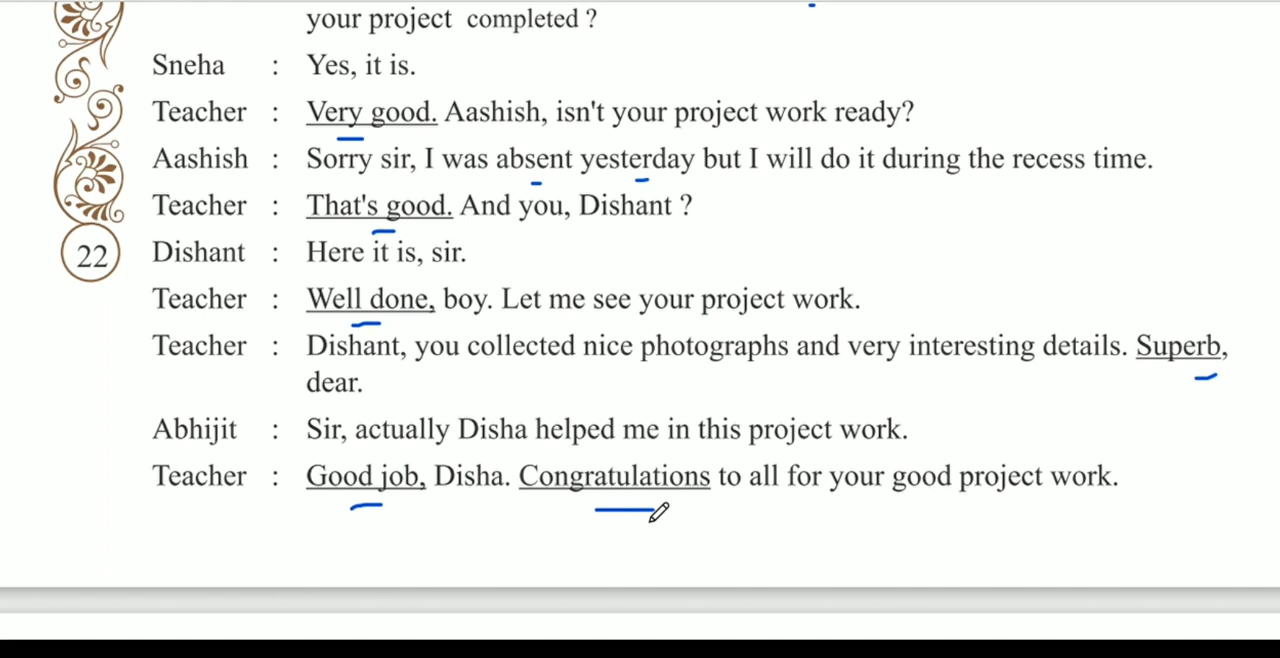 your project completed ?
Sneha : Yes, it is.
Teacher : Very good. Aashish, isn't your project work ready?
Aashish : Sorry sir, I was absent yesterday but I will do it during the recess time.
Teacher : That's good. And you, Dishant ?
22 Dishant : Here it is, sir.
Teacher : Well done, boy. Let me see your project work.
Teacher : Dishant, you collected nice photographs and very interesting details. Superb,
dear.
Abhijit : Sir, actually Disha helped me in this project work.
Teacher : Good job, Disha. Congratulations to all for your good project work.